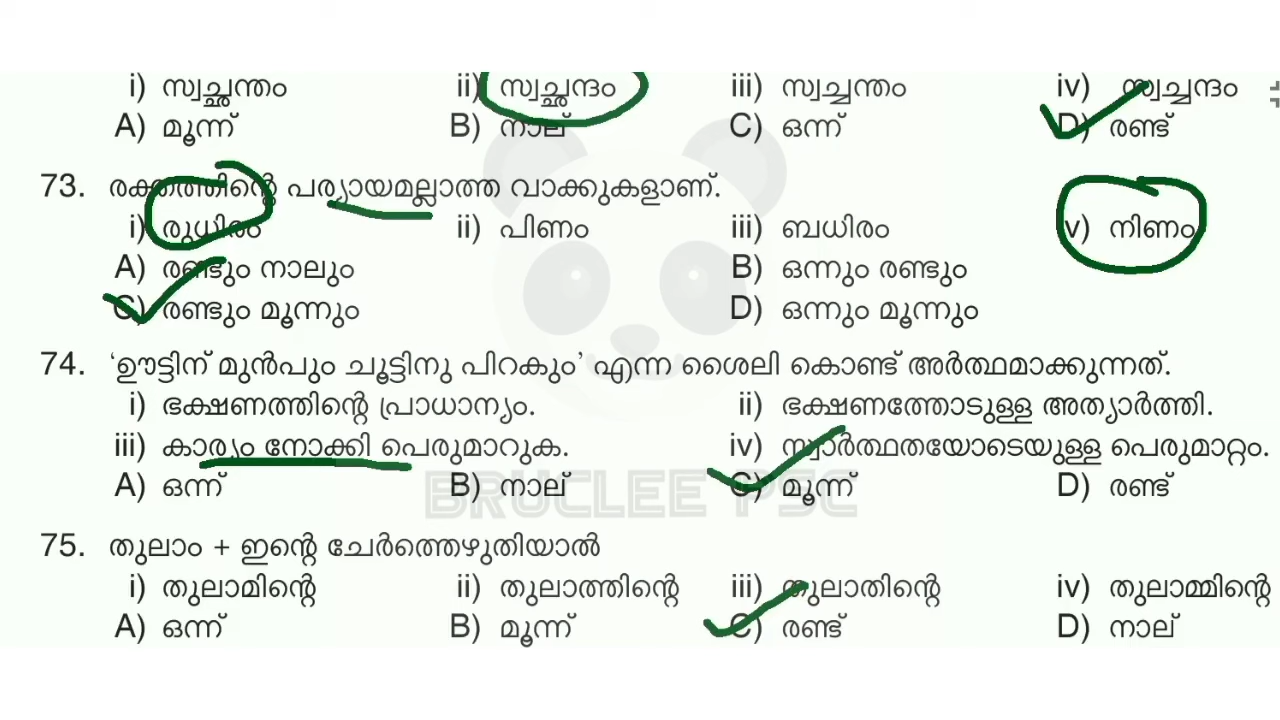 i) സ്വച്ഛന്തം ii) സ്വച്ഛന്ദം iii) സ്വച്ചന്തം iv) സ്വച്ചന്ദം
A) മൂന്ന് B) നാല് C) ഒന്ന് D) രണ്ട്
73. രക്തത്തിന്റെ പര്യായമല്ലാത്ത വാക്കുകളാണ്.
i) രുധിരം ii) പിണം iii) ബധിരം v) നിണം
A) രണ്ടും നാലും B) ഒന്നും രണ്ടും
C) രണ്ടും മൂന്നും D) ഒന്നും മൂന്നും
74. ‘ഊട്ടിന് മുൻപും ചൂട്ടിനു പിറകും’ എന്ന ശൈലി കൊണ്ട് അർത്ഥമാക്കുന്നത്.
i) ഭക്ഷണത്തിന്റെ പ്രാധാന്യം. ii) ഭക്ഷണത്തോടുള്ള അത്യാർത്തി.
iii) കാര്യം നോക്കി പെരുമാറുക. iv) സ്വാർത്ഥതയോടെയുള്ള പെരുമാറ്റം.
A) ഒന്ന് B) നാല് C) മൂന്ന് D) രണ്ട്
BRUCLEE PSC
75. തുലാം + ഇന്റെ ചേർത്തെഴുതിയാൽ
i) തുലാമിന്റെ ii) തുലാത്തിന്റെ iii) തുലാതിന്റെ iv) തുലാമ്മിന്റെ
A) ഒന്ന് B) മൂന്ന് C) രണ്ട് D) നാല്